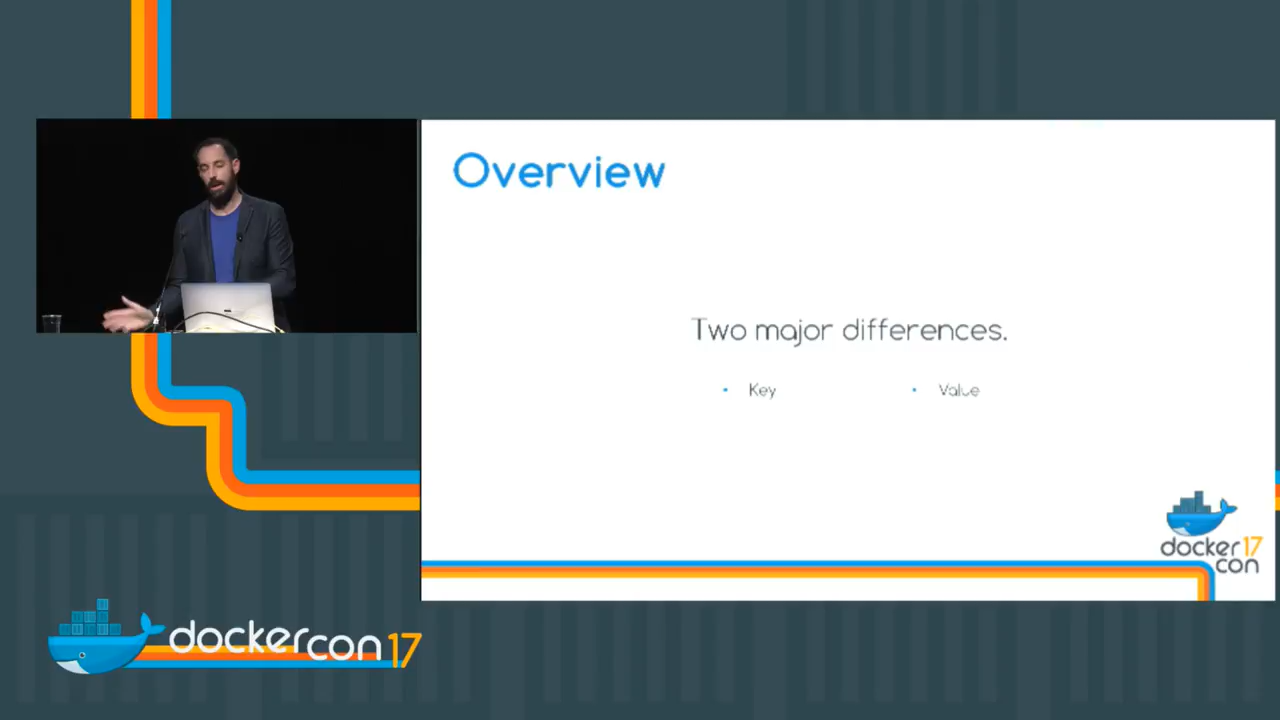 Overview
Two major differences.
• Key
• Value
docker 17
con
dockercon 17